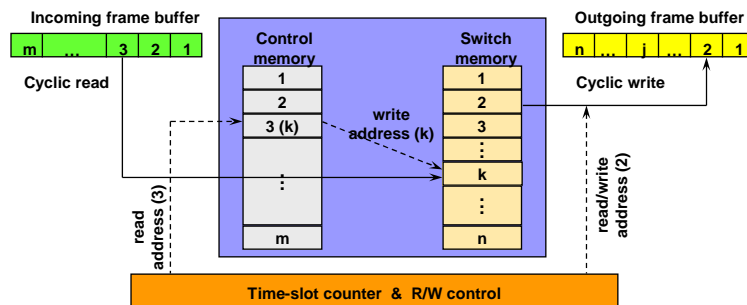 Incoming frame buffer
Outgoing frame buffer
m … 3 2 1
Control memory
Switch memory
n … j … 2 1
Cyclic read
Cyclic write
1
2
3 (k)
⋮
m
write address (k)
1
2
3
⋮
k
⋮
n
read address (3)
read/write address (2)
Time-slot counter & R/W control